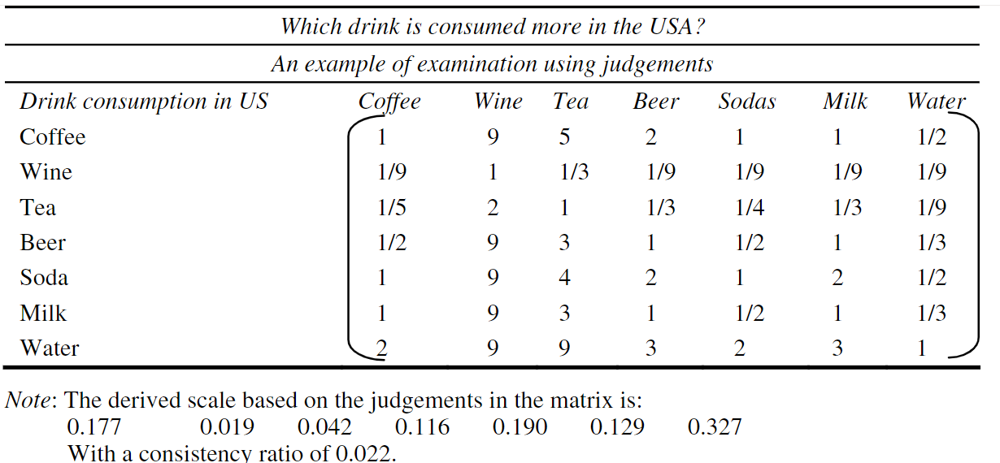 Which drink is consumed more in the USA?
An example of examination using judgements
Drink consumption in US Coffee Wine Tea Beer Sodas Milk Water
Coffee 1 9 5 2 1 1 1/2
Wine 1/9 1 1/3 1/9 1/9 1/9 1/9
Tea 1/5 2 1 1/3 1/4 1/3 1/9
Beer 1/2 9 3 1 1/2 1 1/3
Soda 1 9 4 2 1 2 1/2
Milk 1 9 3 1 1/2 1 1/3
Water 2 9 9 3 2 3 1
Note: The derived scale based on the judgements in the matrix is:
0.177 0.019 0.042 0.116 0.190 0.129 0.327
With a consistency ratio of 0.022.